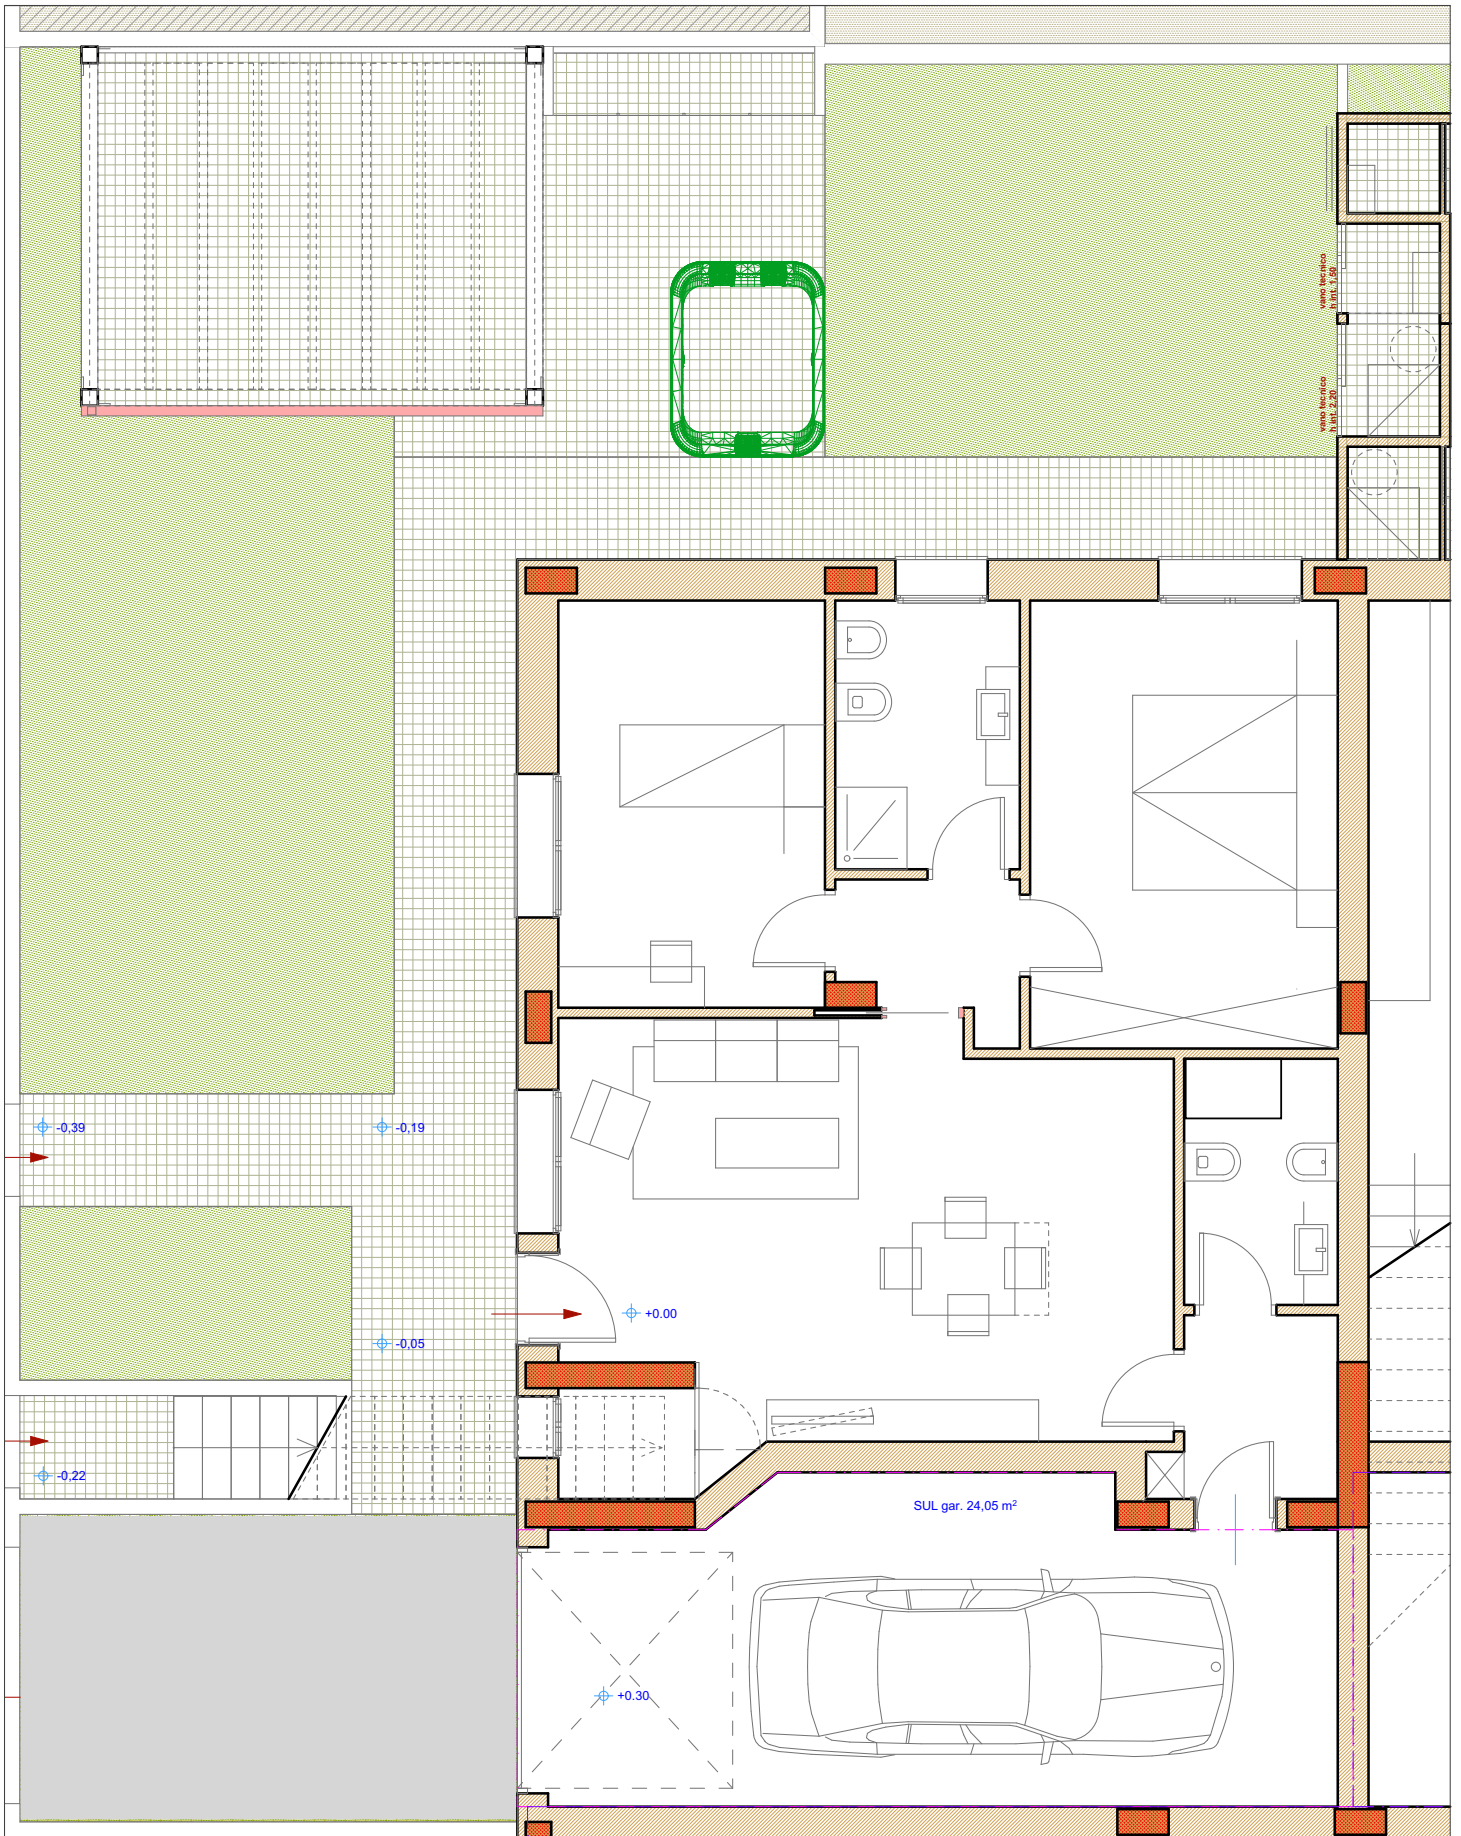 vano tecnico
h int. 1,50
vano tecnico
h int. 2,20
-0,39
-0,19
+0.00
-0,05
-0,22
SUL gar. 24,05 m²
+0.30